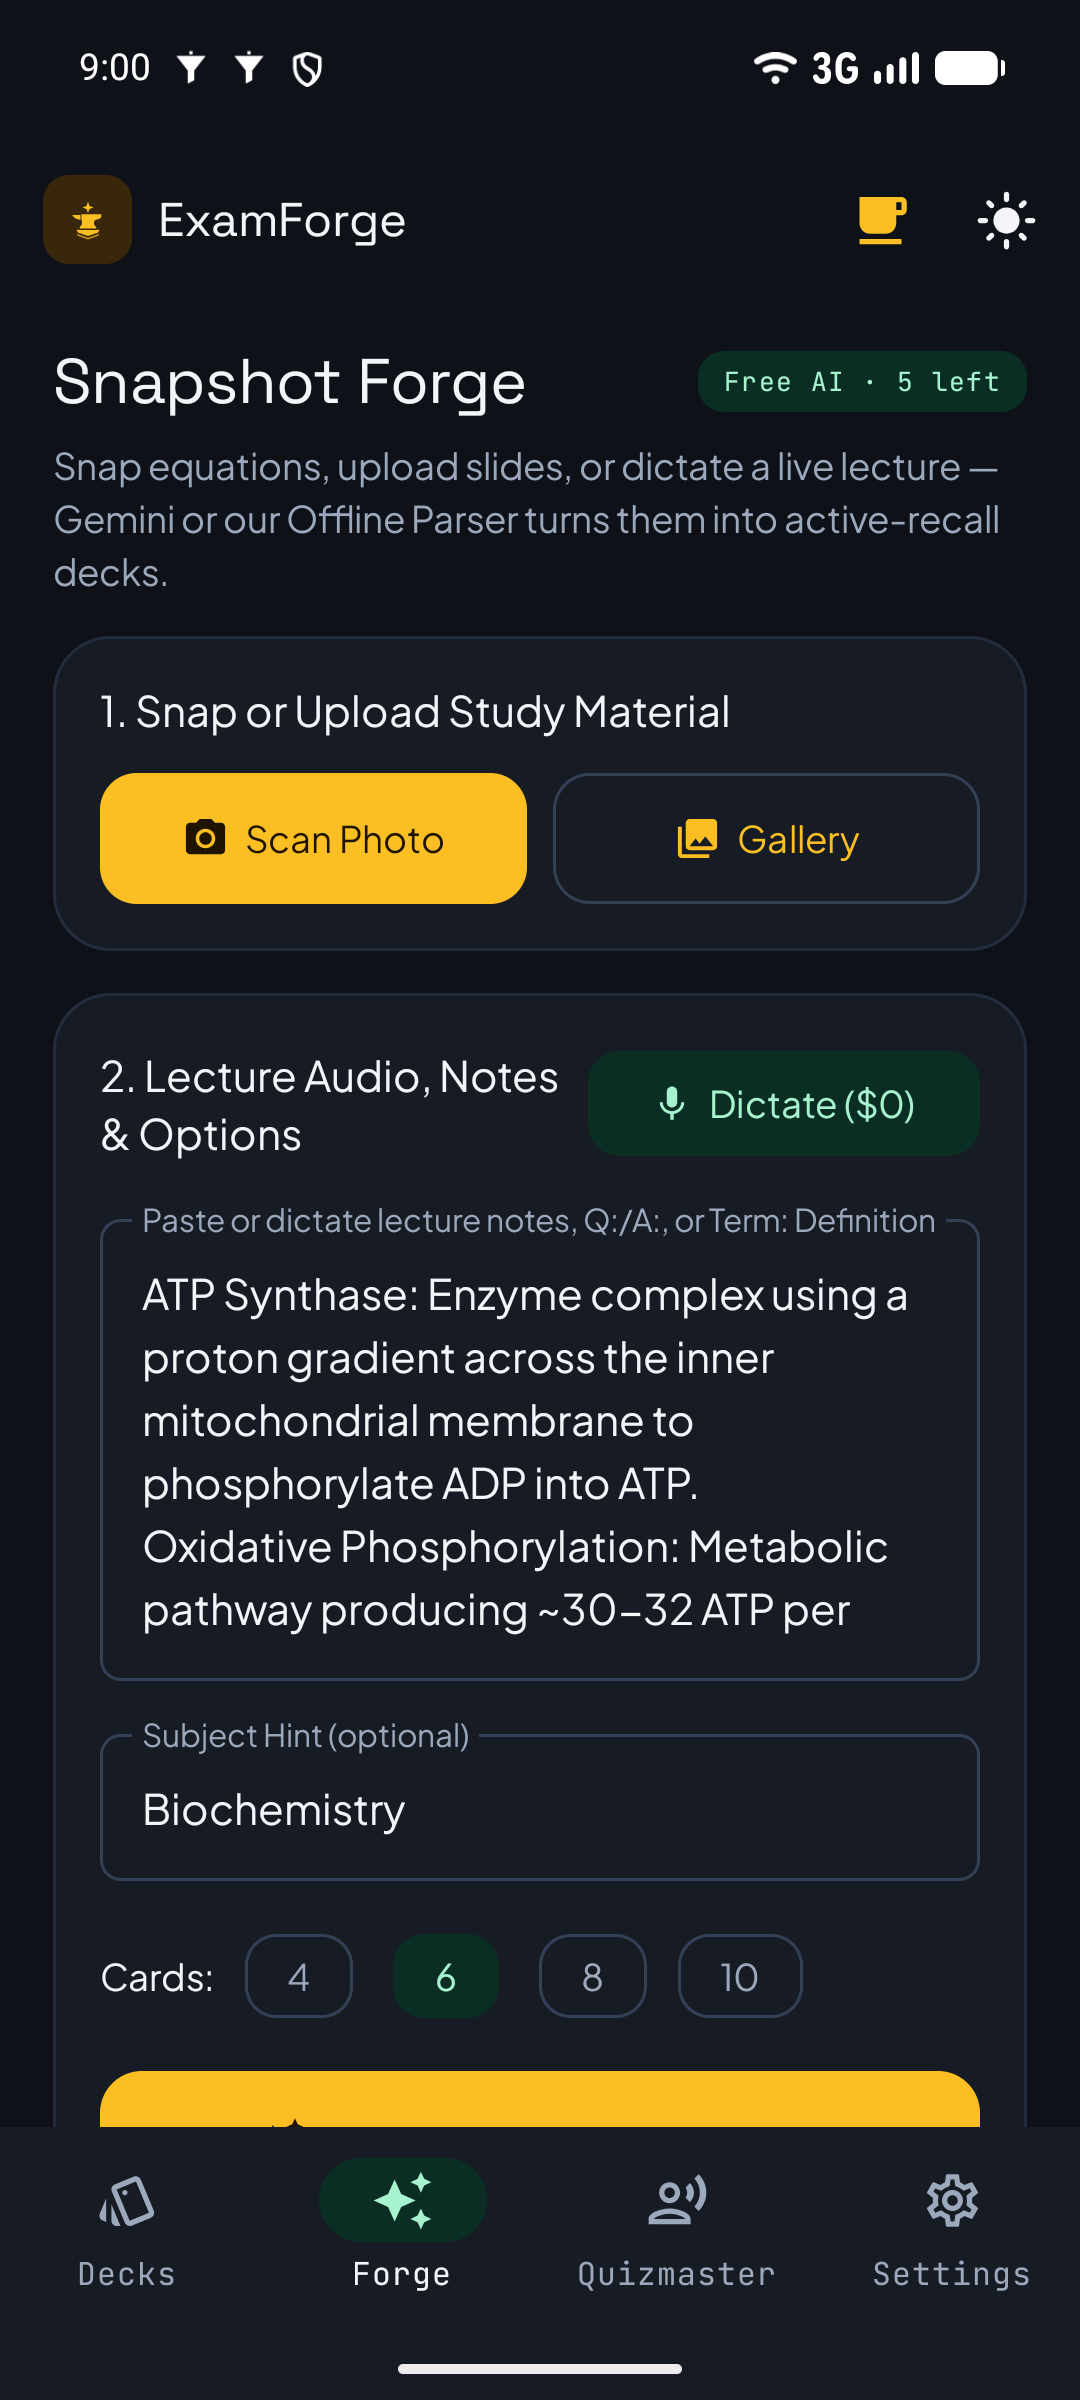 9:00
3G
ExamForge
Snapshot Forge
Free AI · 5 left
Snap equations, upload slides, or dictate a live lecture —
Gemini or our Offline Parser turns them into active-recall
decks.
1. Snap or Upload Study Material
Scan Photo
Gallery
2. Lecture Audio, Notes
& Options
Dictate ($0)
Paste or dictate lecture notes, Q:/A:, or Term: Definition
ATP Synthase: Enzyme complex using a
proton gradient across the inner
mitochondrial membrane to
phosphorylate ADP into ATP.
Oxidative Phosphorylation: Metabolic
pathway producing ~30–32 ATP per
Subject Hint (optional)
Biochemistry
Cards:
4
6
8
10
Decks
Forge
Quizmaster
Settings